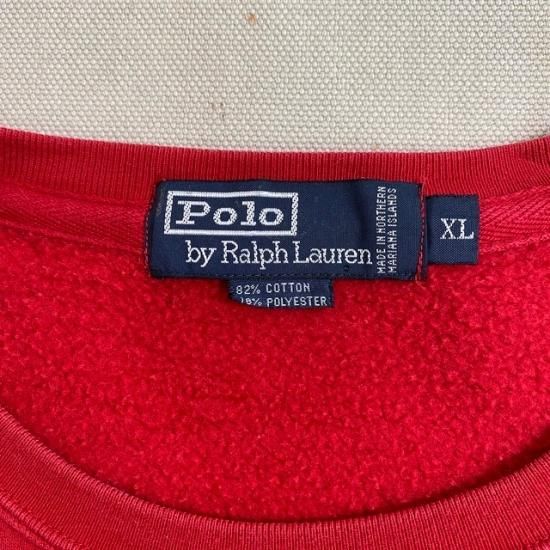 Polo
by Ralph Lauren
MADE IN NORTHERN
MARIANA ISLANDS
XL
82% COTTON
18% POLYESTER